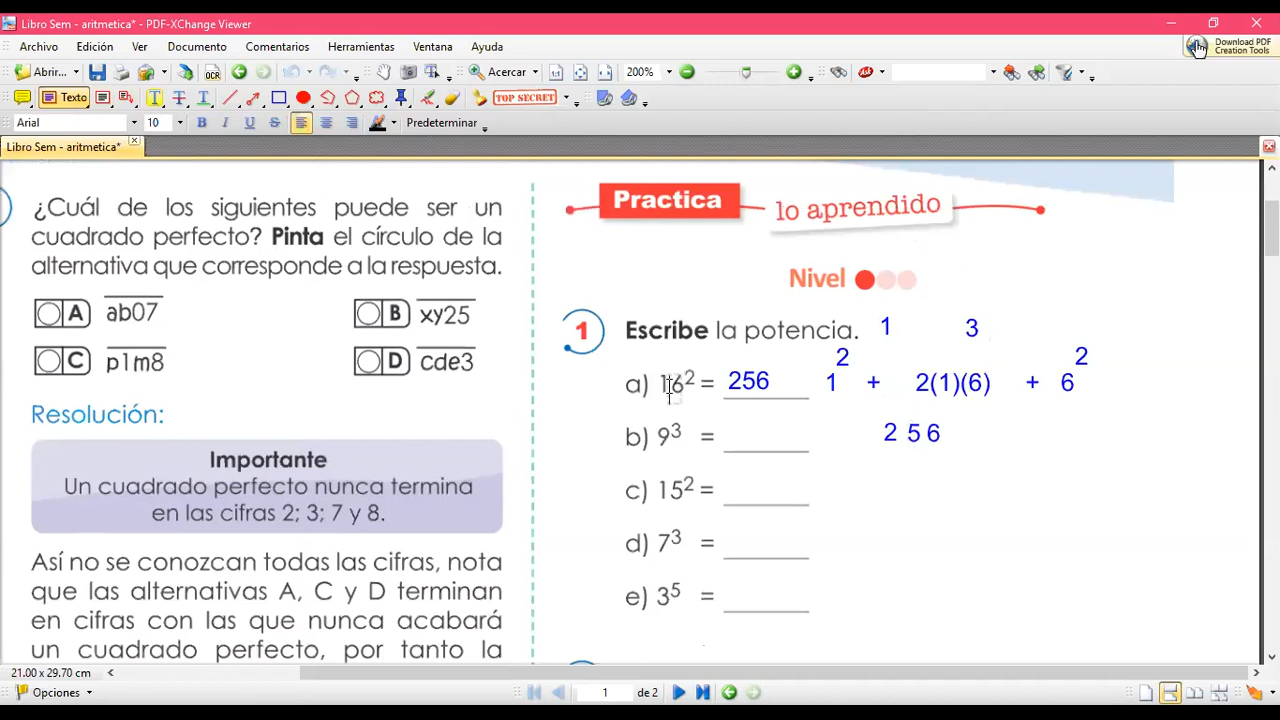 Libro Sem - aritmetica* - PDF-XChange Viewer
Archivo Edición Ver Documento Comentarios Herramientas Ventana Ayuda
Download PDF
Creation Tools
Abrir... OCR Acercar 200%
Texto TOP SECRET
Arial 10 Predeterminar
Libro Sem - aritmetica*
¿Cuál de los siguientes puede ser un
cuadrado perfecto? Pinta el círculo de la
alternativa que corresponde a la respuesta.
A ab07 B xy25
C p1m8 D cde3
Resolución:
Importante
Un cuadrado perfecto nunca termina
en las cifras 2; 3; 7 y 8.
Así no se conozcan todas las cifras, nota
que las alternativas A, C y D terminan
en cifras con las que nunca acabará
un cuadrado perfecto, por tanto la
Practica lo aprendido
Nivel
1 Escribe la potencia. 1 3
a) 16² = 256 1² + 2(1)(6) + 6²
b) 9³ = 2 5 6
c) 15² =
d) 7³ =
e) 3⁵ =
21.00 x 29.70 cm
Opciones 1 de 2